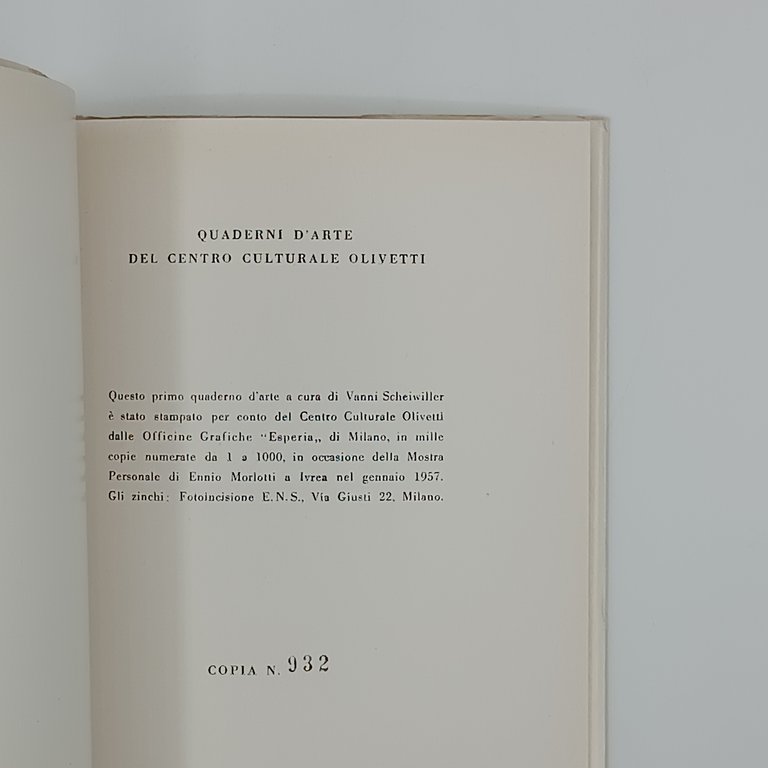 QUADERNI D'ARTE
DEL CENTRO CULTURALE OLIVETTI
Questo primo quaderno d'arte a cura di Vanni Scheiwiller
è stato stampato per conto del Centro Culturale Olivetti
dalle Officine Grafiche "Esperia„ di Milano, in mille
copie numerate da 1 a 1000, in occasione della Mostra
Personale di Ennio Morlotti a Ivrea nel gennaio 1957.
Gli zinchi: Fotoincisione E.N.S., Via Giusti 22, Milano.
COPIA N. 932